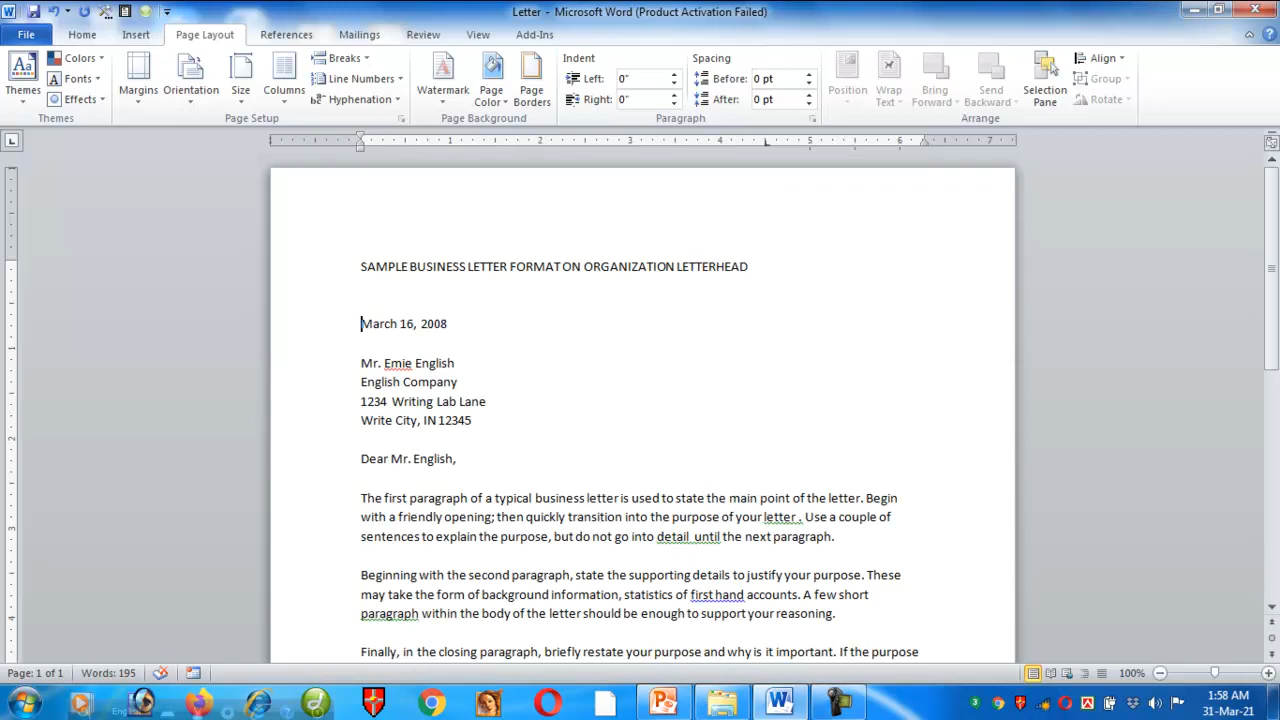 Letter - Microsoft Word (Product Activation Failed)
File Home Insert Page Layout References Mailings Review View Add-Ins
Themes
Colors
Fonts
Effects
Themes
Margins
Orientation
Size
Columns
Breaks
Line Numbers
Hyphenation
Page Setup
Watermark
Page Color
Page Borders
Page Background
Indent
Left: 0"
Right: 0"
Spacing
Before: 0 pt
After: 0 pt
Paragraph
Position
Wrap Text
Bring Forward
Send Backward
Selection Pane
Align
Group
Rotate
Arrange
1 2 3 4 5 6 7
SAMPLE BUSINESS LETTER FORMAT ON ORGANIZATION LETTERHEAD
March 16, 2008
Mr. Emie English
English Company
1234 Writing Lab Lane
Write City, IN 12345
Dear Mr. English,
The first paragraph of a typical business letter is used to state the main point of the letter. Begin
with a friendly opening; then quickly transition into the purpose of your letter . Use a couple of
sentences to explain the purpose, but do not go into detail until the next paragraph.
Beginning with the second paragraph, state the supporting details to justify your purpose. These
may take the form of background information, statistics of first hand accounts. A few short
paragraph within the body of the letter should be enough to support your reasoning.
Finally, in the closing paragraph, briefly restate your purpose and why is it important. If the purpose
Page: 1 of 1 Words: 195 100%
1:58 AM
31-Mar-21